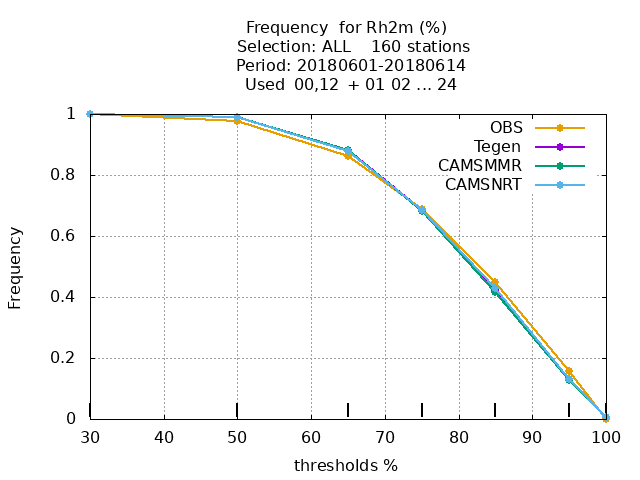 Frequency for Rh2m (%)
Selection: ALL 160 stations
Period: 20180601-20180614
Used 00,12 + 01 02 ... 24
OBS
Tegen
CAMSMMR
CAMSNRT
Frequency
1
0.8
0.6
0.4
0.2
0
30 40 50 60 70 80 90 100
thresholds %